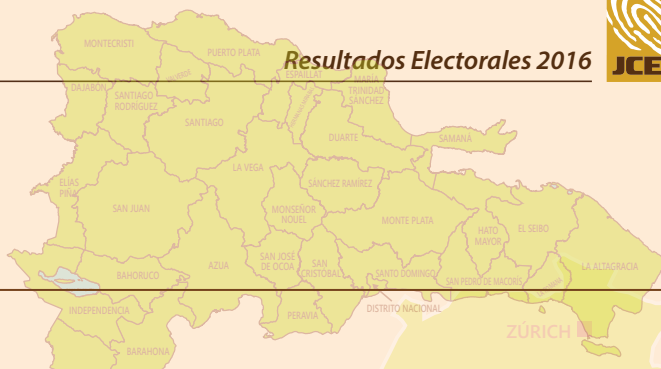 Resultados Electorales 2016
JCE
MONTECRISTI
PUERTO PLATA
ESPAILLAT
MARÍA
TRINIDAD
SÁNCHEZ
DAJABÓN
VALVERDE
SANTIAGO
RODRÍGUEZ
SANTIAGO
DUARTE
SAMANÁ
LA VEGA
ELÍAS
PIÑA
SÁNCHEZ RAMÍREZ
SAN JUAN
MONSEÑOR
NOUEL
MONTE PLATA
HATO
MAYOR
EL SEIBO
BAHORUCO
AZUA
SAN JOSÉ
DE OCOA
SAN
CRISTÓBAL
SANTO DOMINGO
SAN PEDRO DE MACORÍS
LA ALTAGRACIA
INDEPENDENCIA
PERAVIA
DISTRITO NACIONAL
ZÚRICH
BARAHONA